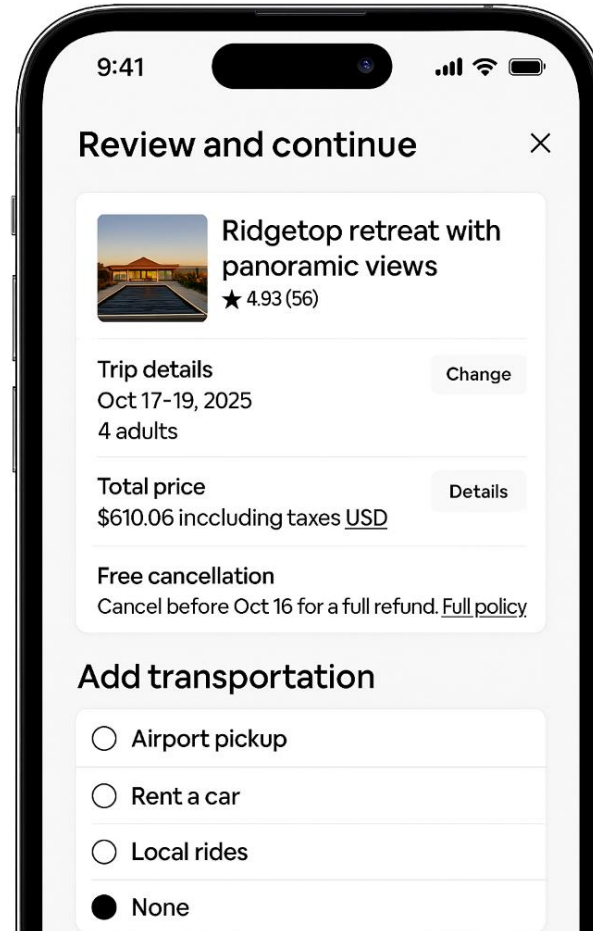 9:41
Review and continue
Ridgetop retreat with
panoramic views
★ 4.93 (56)
Trip details
Change
Oct 17-19, 2025
4 adults
Total price
Details
$610.06 inccluding taxes USD
Free cancellation
Cancel before Oct 16 for a full refund. Full policy
Add transportation
Airport pickup
Rent a car
Local rides
None